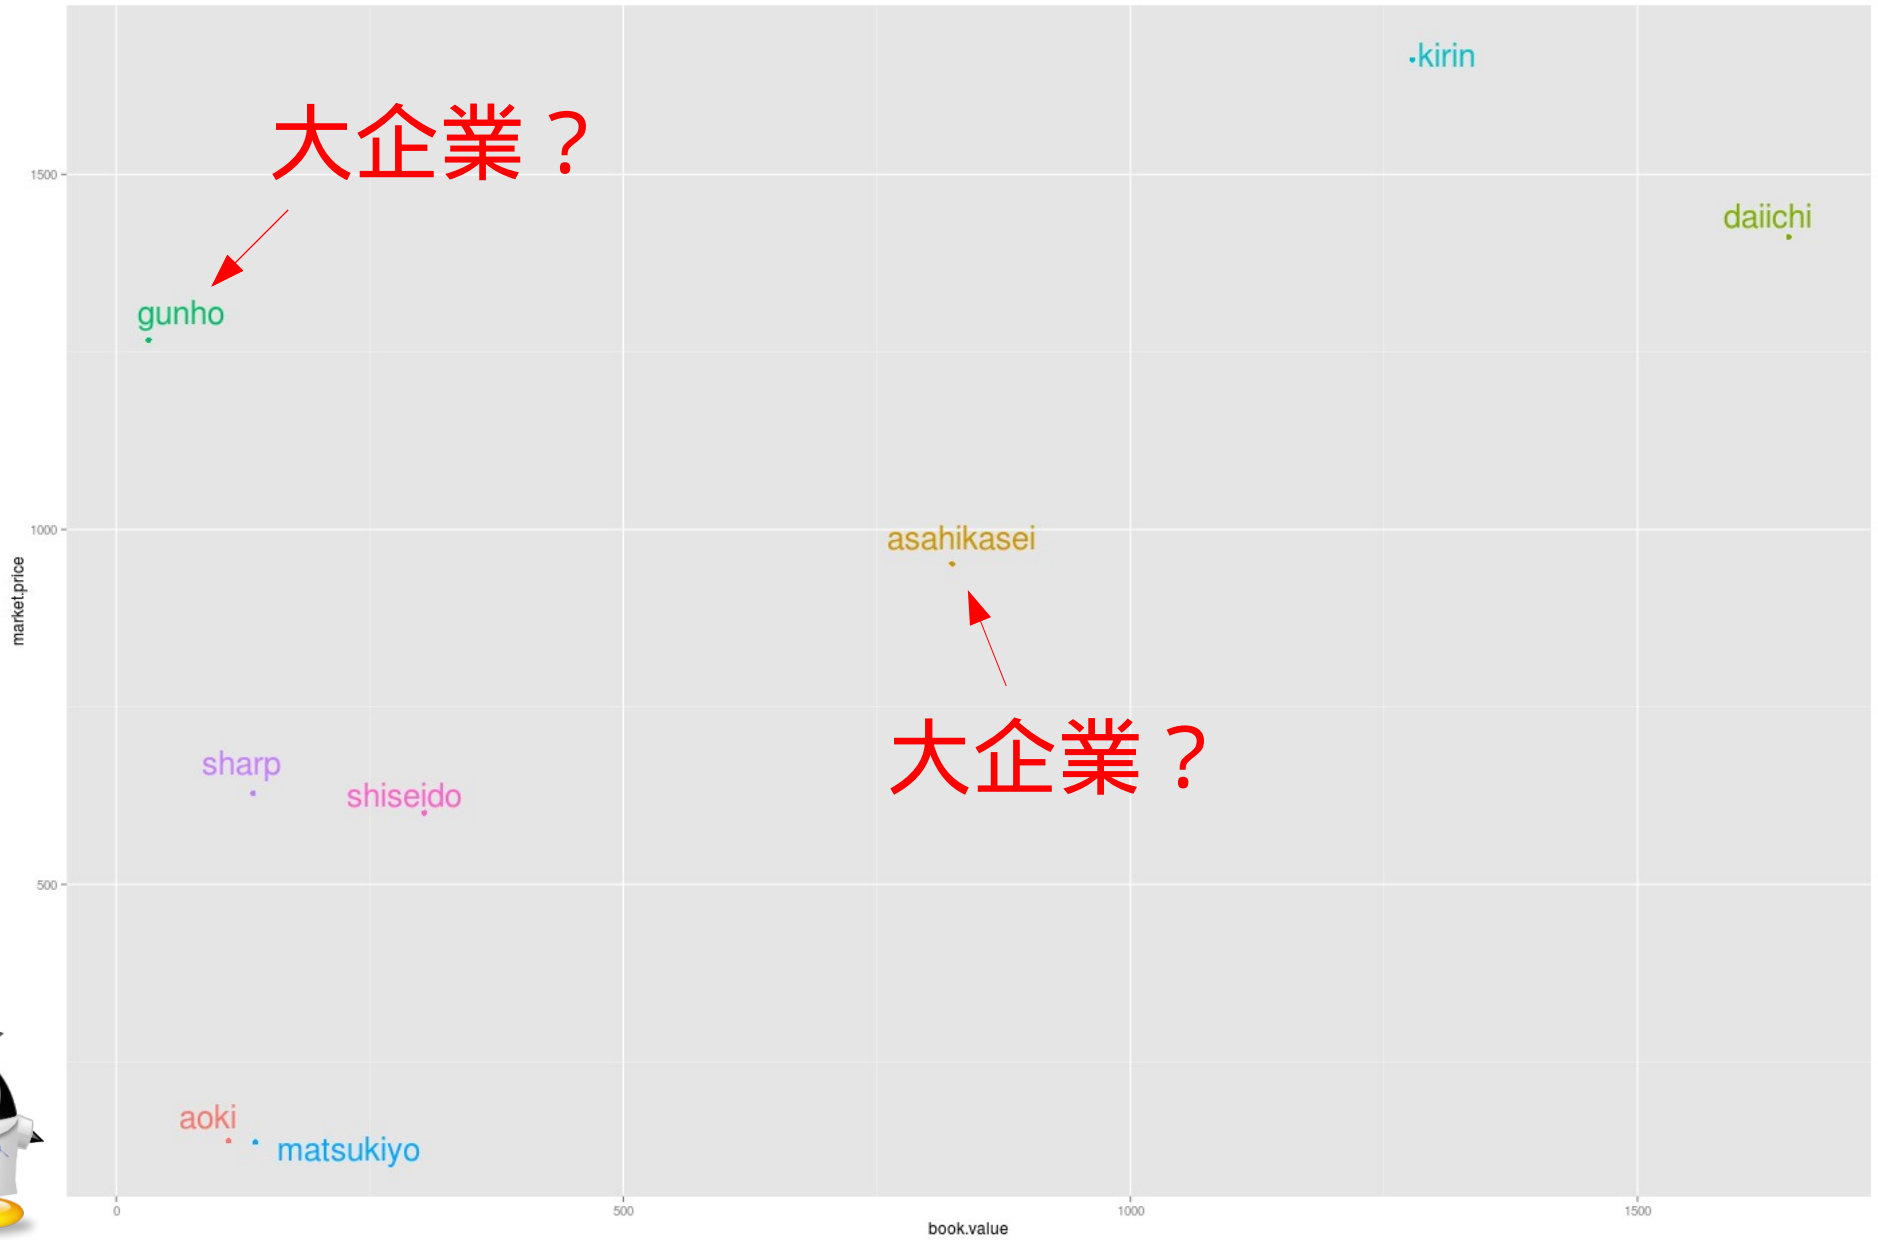 kirin
大企業？
1500
daiichi
gunho
1000
asahikasei
market.price
大企業？
sharp
shiseido
500
aoki
matsukiyo
0 500 1000 1500
book.value